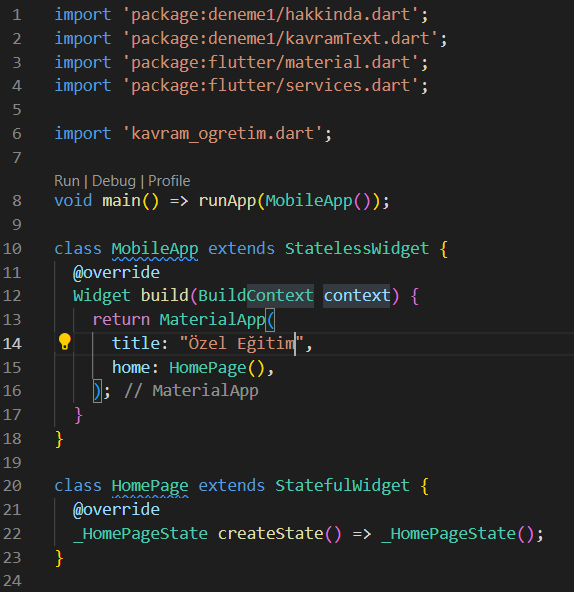 1 import 'package:deneme1/hakkinda.dart';
2 import 'package:deneme1/kavramText.dart';
3 import 'package:flutter/material.dart';
4 import 'package:flutter/services.dart';
5
6 import 'kavram_ogretim.dart';
7
Run | Debug | Profile
8 void main() => runApp(MobileApp());
9
10 class MobileApp extends StatelessWidget {
11   @override
12   Widget build(BuildContext context) {
13     return MaterialApp(
14       title: "Özel Eğitim",
15       home: HomePage(),
16     ); // MaterialApp
17   }
18 }
19
20 class HomePage extends StatefulWidget {
21   @override
22   _HomePageState createState() => _HomePageState();
23 }
24